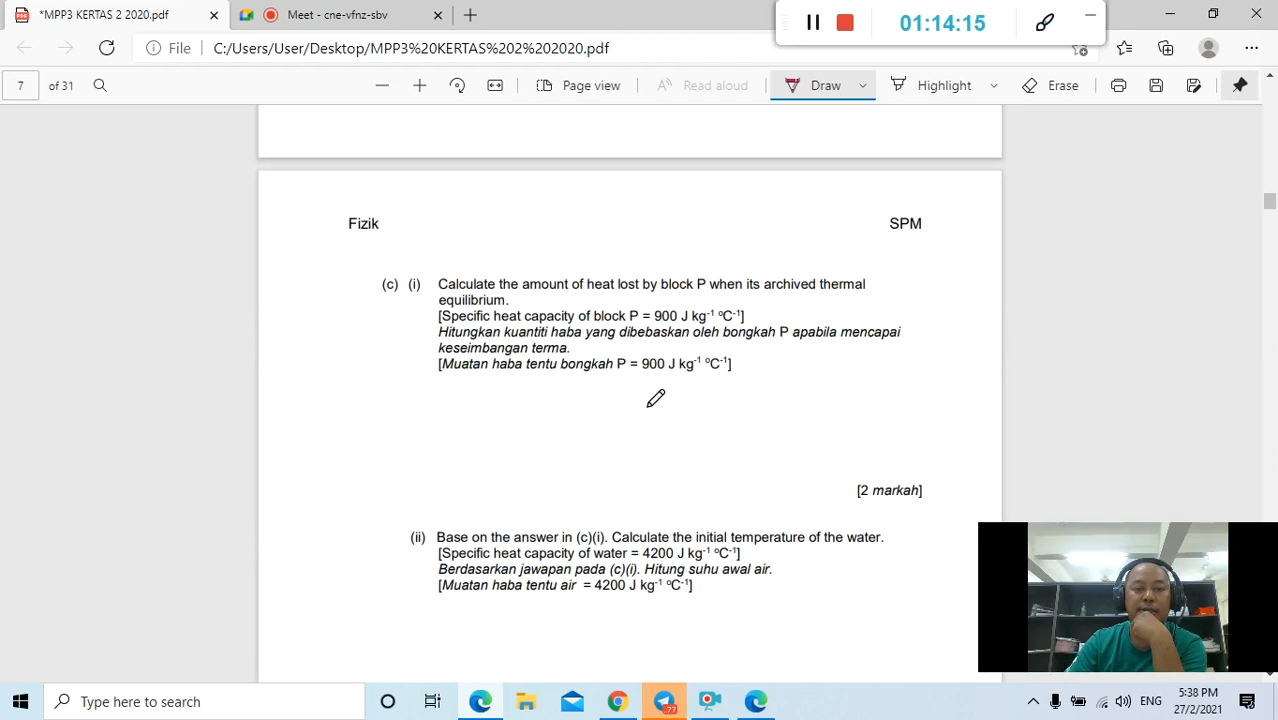 *MPP3 KERTAS 2 2020.pdf
Meet - cne-vfnz-sbv
01:14:15
File | C:/Users/User/Desktop/MPP3%20KERTAS%202%202020.pdf
7 of 31
Page view
Read aloud
Draw
Highlight
Erase
Fizik SPM
(c) (i) Calculate the amount of heat lost by block P when its archived thermal
equilibrium.
[Specific heat capacity of block P = 900 J kg⁻¹ ºC⁻¹]
Hitungkan kuantiti haba yang dibebaskan oleh bongkah P apabila mencapai
keseimbangan terma.
[Muatan haba tentu bongkah P = 900 J kg⁻¹ ºC⁻¹]
[2 markah]
(ii) Base on the answer in (c)(i). Calculate the initial temperature of the water.
[Specific heat capacity of water = 4200 J kg⁻¹ ºC⁻¹]
Berdasarkan jawapan pada (c)(i). Hitung suhu awal air.
[Muatan haba tentu air = 4200 J kg⁻¹ ºC⁻¹]
Type here to search
77
ENG
5:38 PM
27/2/2021